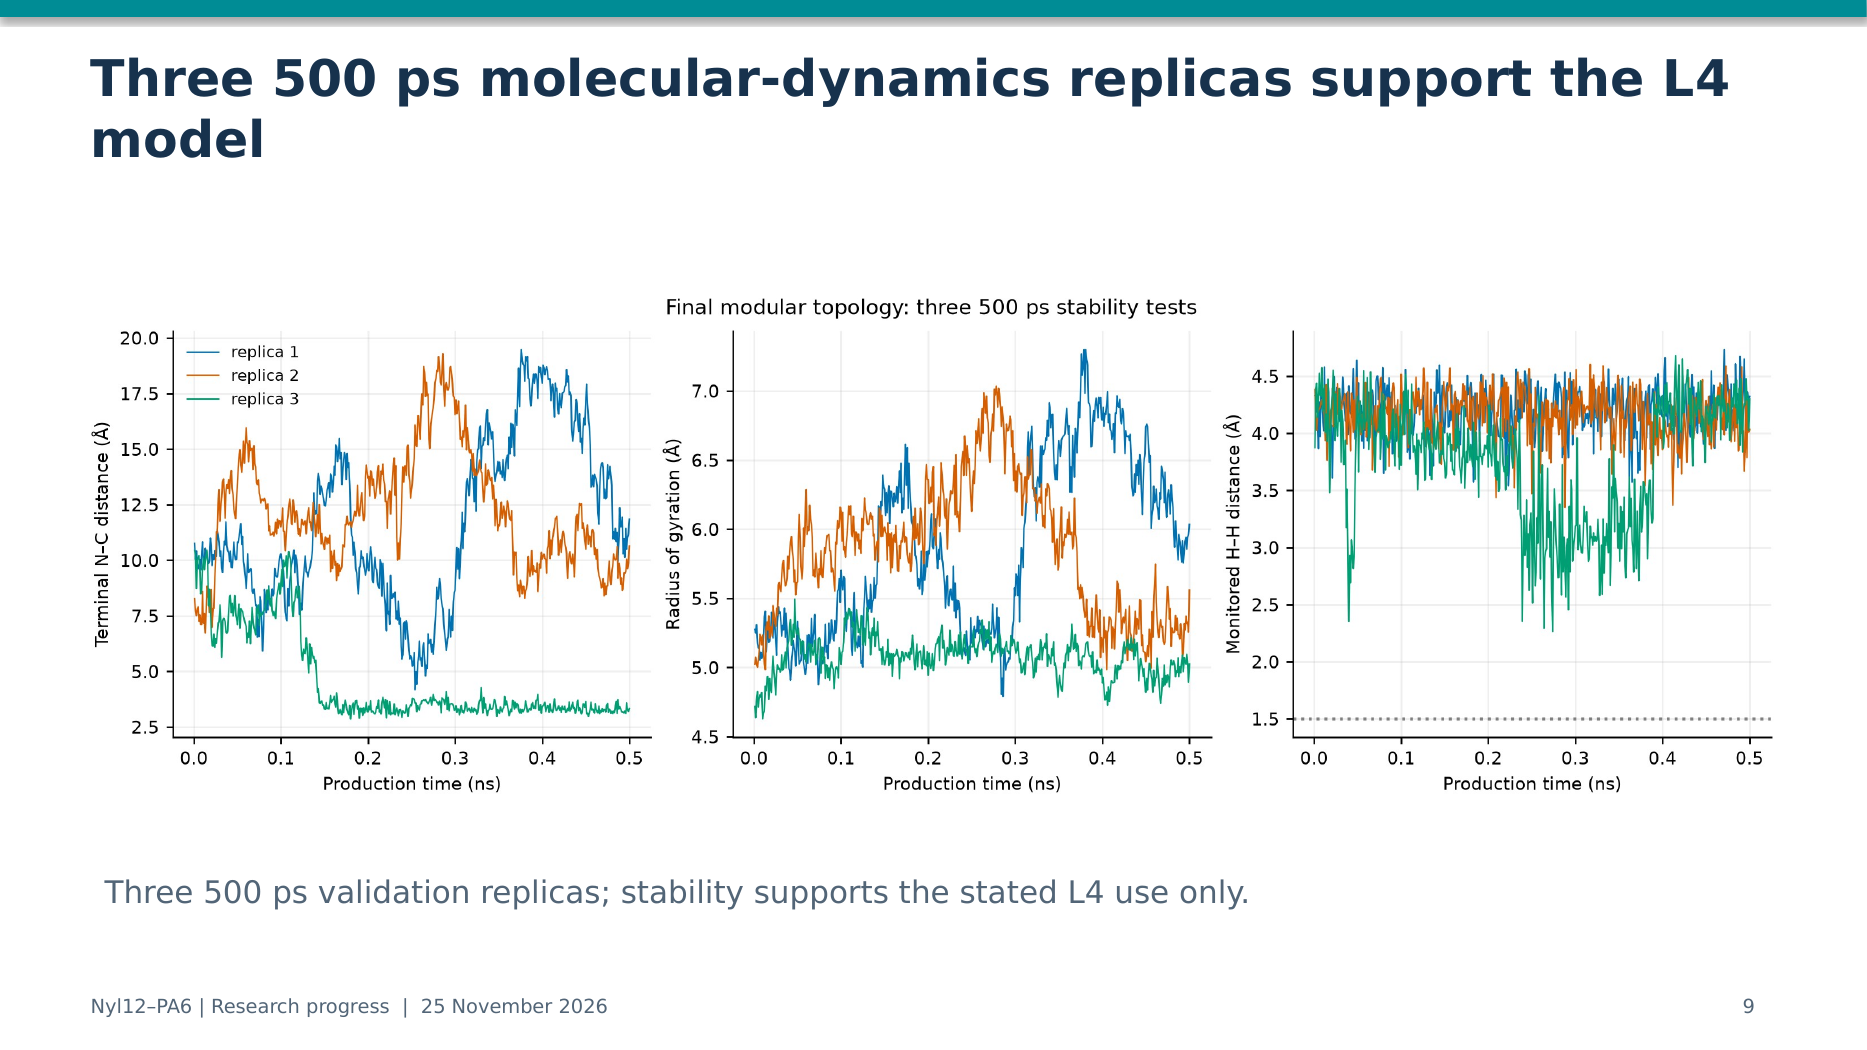 Three 500 ps molecular-dynamics replicas support the L4
model
Final modular topology: three 500 ps stability tests
Terminal N–C distance (Å)
20.0
17.5
15.0
12.5
10.0
7.5
5.0
2.5
replica 1
replica 2
replica 3
0.0 0.1 0.2 0.3 0.4 0.5
Production time (ns)
Radius of gyration (Å)
7.0
6.5
6.0
5.5
5.0
4.5
0.0 0.1 0.2 0.3 0.4 0.5
Production time (ns)
Monitored H–H distance (Å)
4.5
4.0
3.5
3.0
2.5
2.0
1.5
0.0 0.1 0.2 0.3 0.4 0.5
Production time (ns)
Three 500 ps validation replicas; stability supports the stated L4 use only.
Nyl12–PA6 | Research progress | 25 November 2026
9